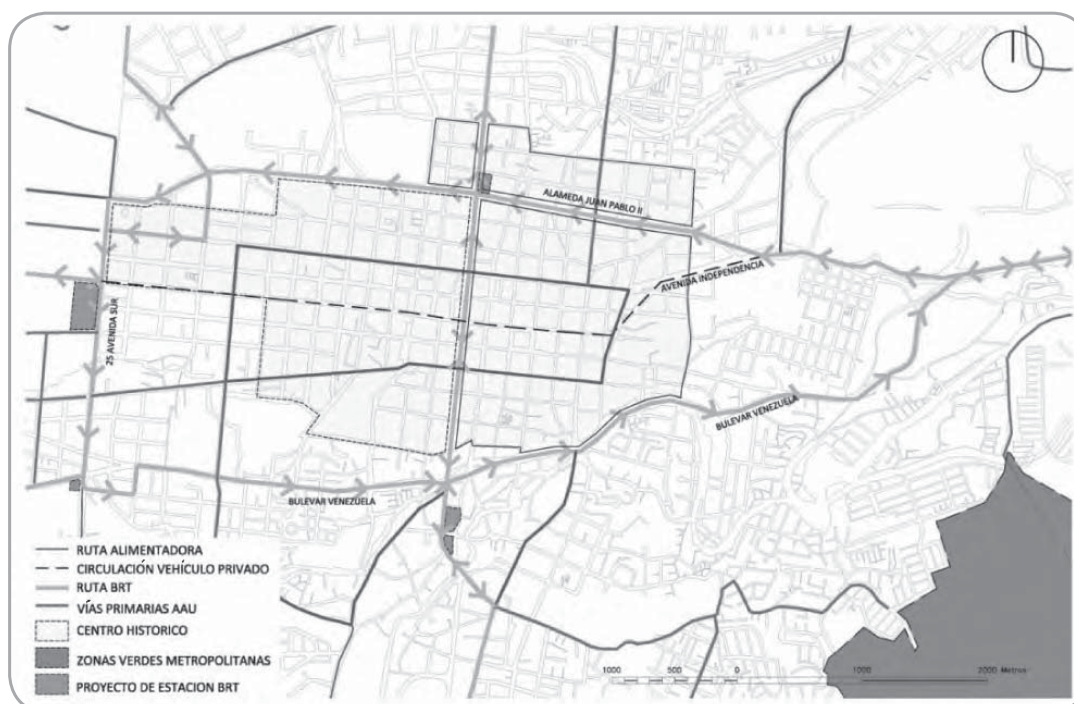 ALAMEDA JUAN PABLO II
AVENIDA INDEPENDENCIA
25 AVENIDA SUR
BULEVAR VENEZUELA
BULEVAR VENEZUELA
RUTA ALIMENTADORA
CIRCULACIÓN VEHÍCULO PRIVADO
RUTA BRT
VÍAS PRIMARIAS AAU
CENTRO HISTORICO
ZONAS VERDES METROPOLITANAS
PROYECTO DE ESTACION BRT
1000 500 0 1000 2000 Metros